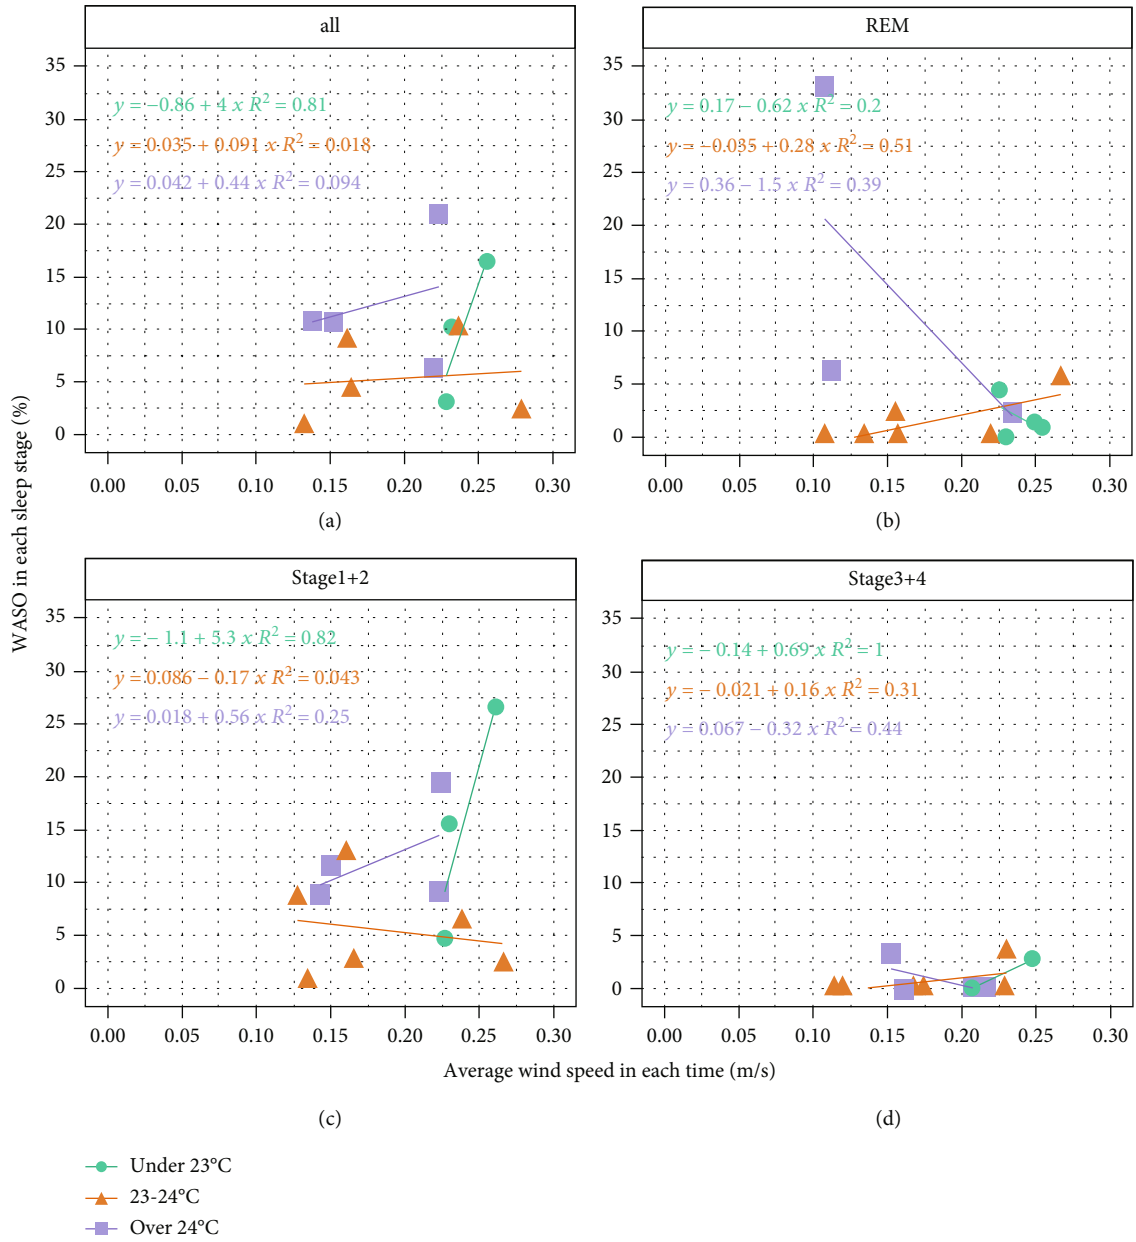 WASO in each sleep stage (%)
all
35
30
25
20
15
10
5
0
y = −0.86 + 4 x R² = 0.81
y = 0.035 + 0.091 x R² = 0.018
y = 0.042 + 0.44 x R² = 0.094
0.00 0.05 0.10 0.15 0.20 0.25 0.30
(a)
REM
35
30
25
20
15
10
5
0
y = 0.17 − 0.62 x R² = 0.2
y = −0.035 + 0.28 x R² = 0.51
y = 0.36 − 1.5 x R² = 0.39
0.00 0.05 0.10 0.15 0.20 0.25 0.30
(b)
Stage1+2
35
30
25
20
15
10
5
0
y = − 1.1 + 5.3 x R² = 0.82
y = 0.086 − 0.17 x R² = 0.043
y = 0.018 + 0.56 x R² = 0.25
0.00 0.05 0.10 0.15 0.20 0.25 0.30
Stage3+4
35
30
25
20
15
10
5
0
y = − 0.14 + 0.69 x R² = 1
y = − 0.021 + 0.16 x R² = 0.31
y = 0.067 − 0.32 x R² = 0.44
0.00 0.05 0.10 0.15 0.20 0.25 0.30
Average wind speed in each time (m/s)
(c)
(d)
Under 23°C
23-24°C
Over 24°C